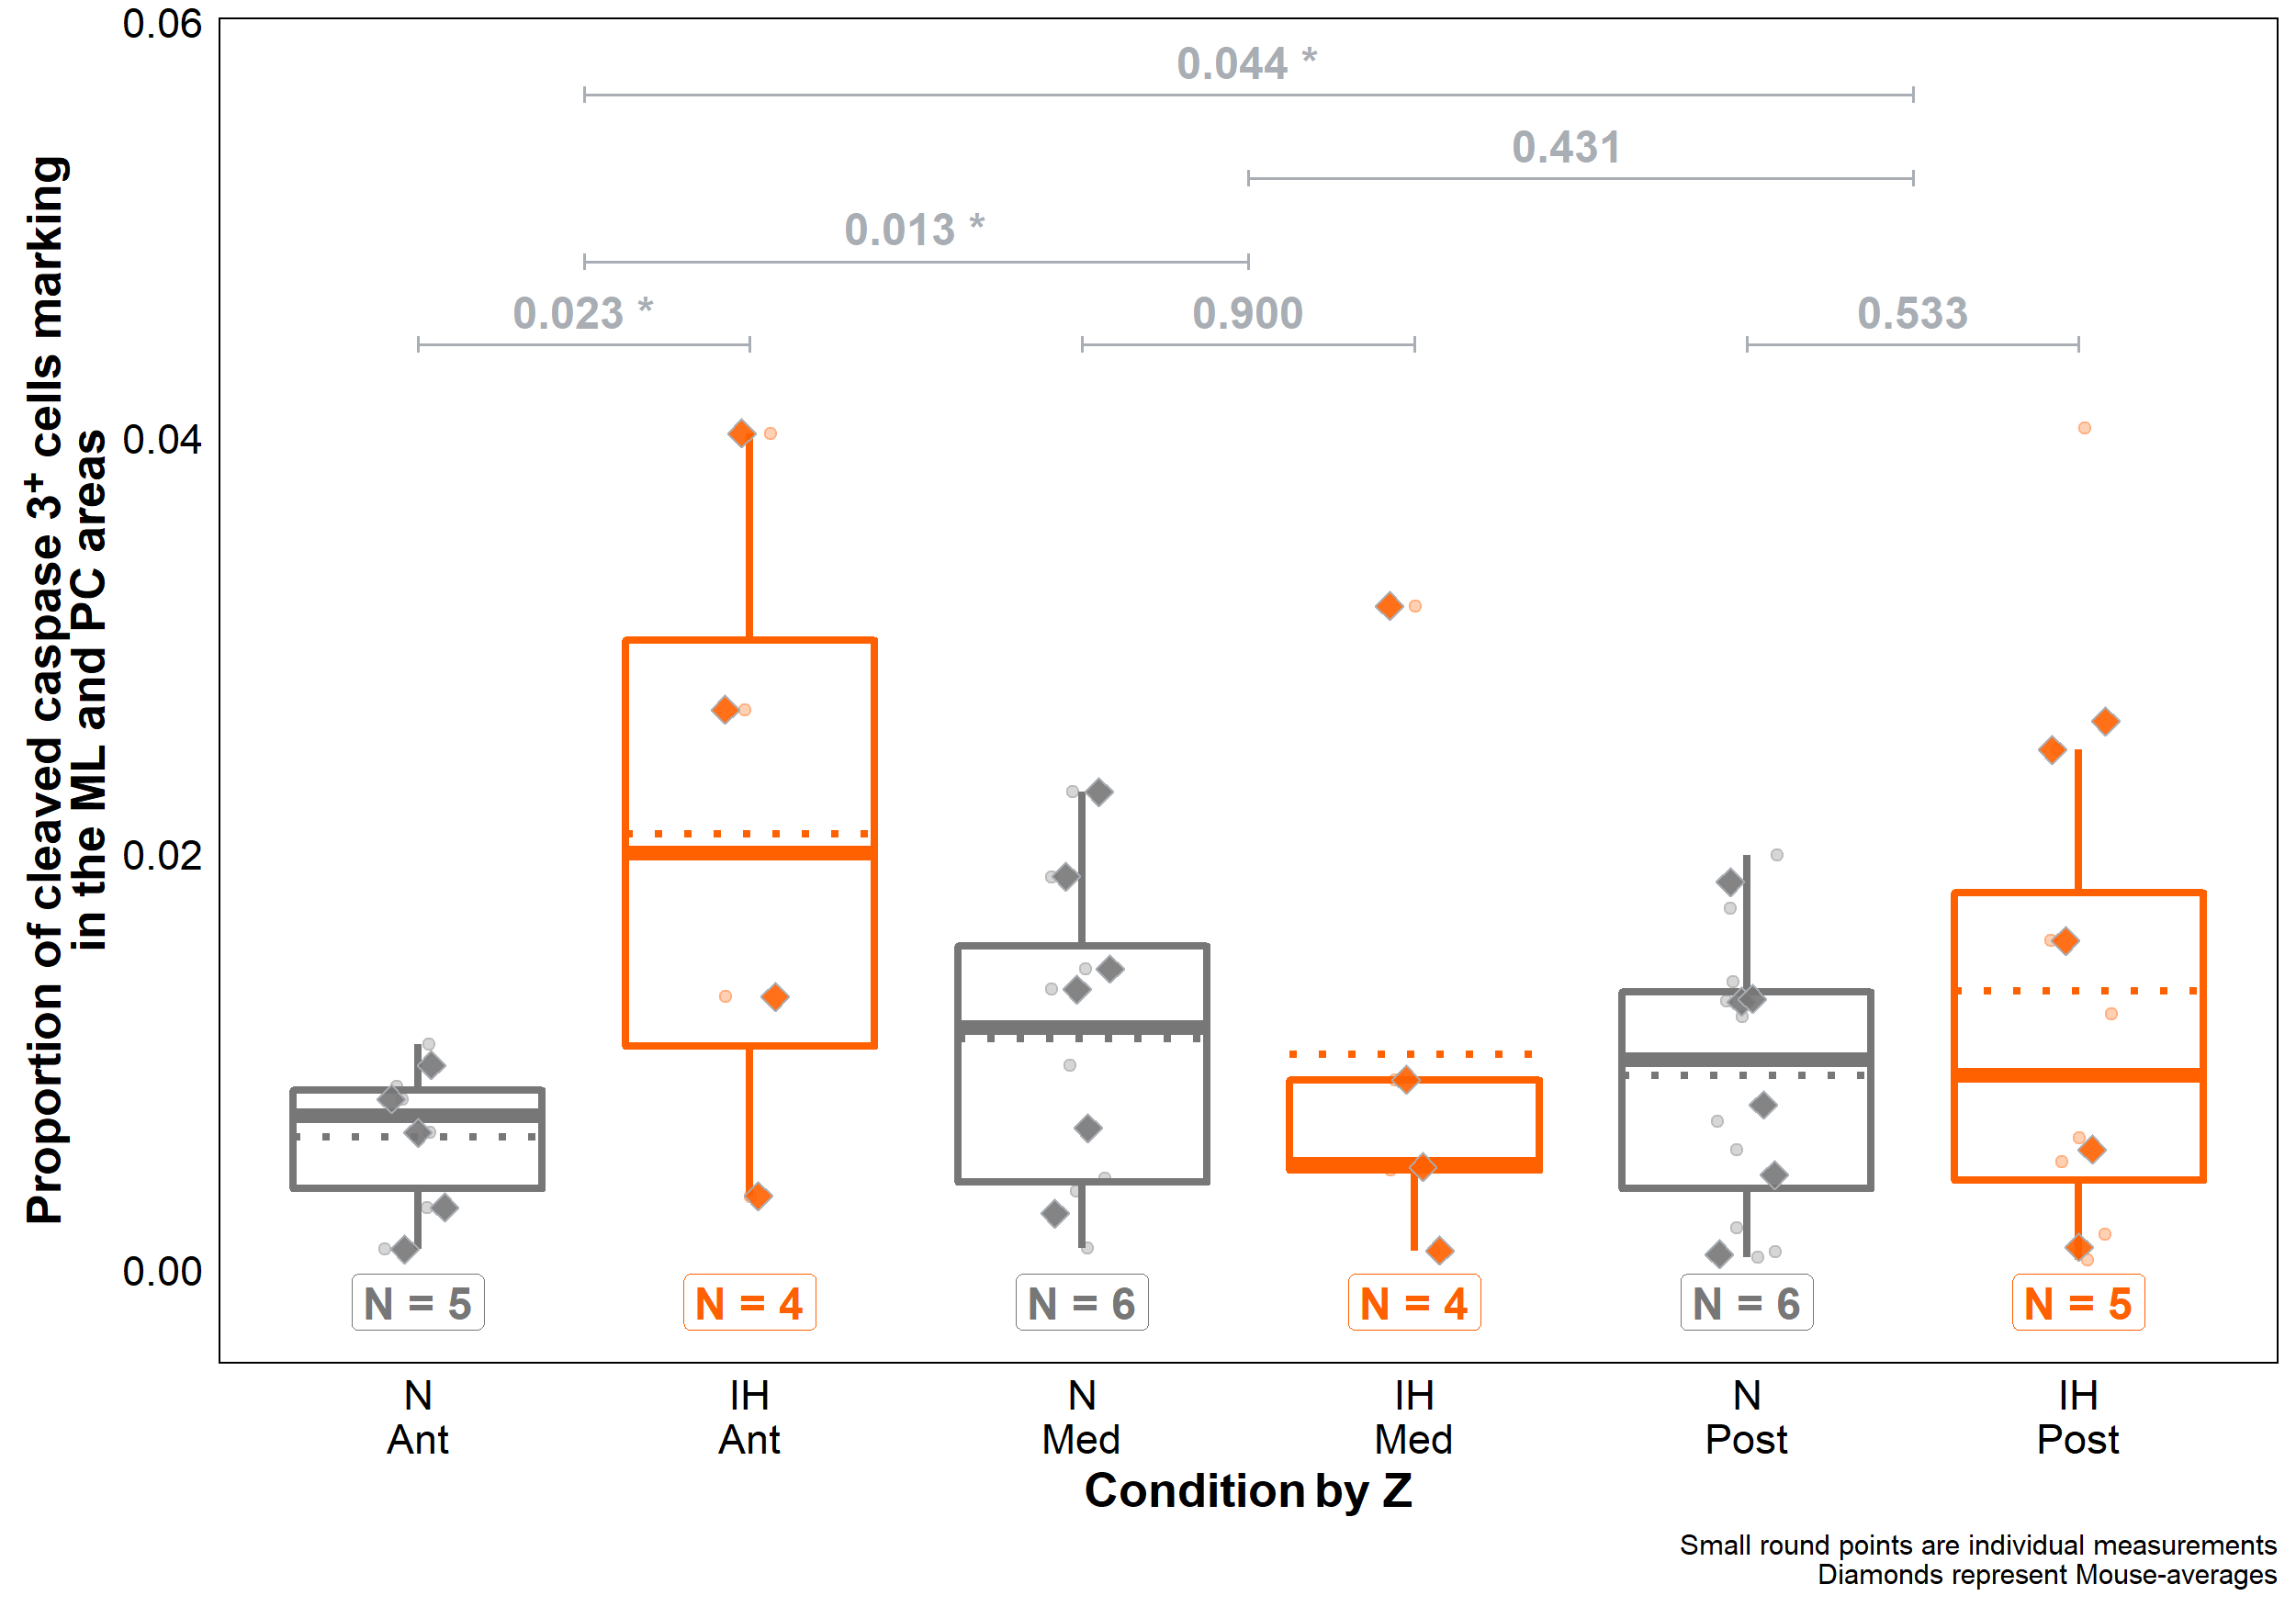 0.06
0.04
0.02
0.00
Proportion of cleaved caspase 3⁺ cells marking
in the ML and PC areas
0.044 *
0.431
0.013 *
0.023 *
0.900
0.533
N = 5
N = 4
N = 6
N = 4
N = 6
N = 5
N
Ant
IH
Ant
N
Med
IH
Med
N
Post
IH
Post
Condition by Z
Small round points are individual measurements
Diamonds represent Mouse-averages